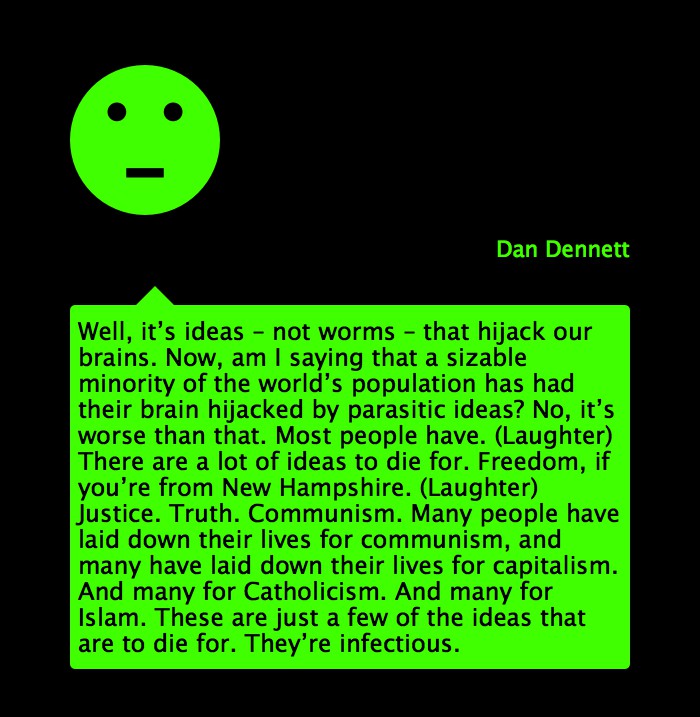 Dan Dennett
Well, it’s ideas – not worms – that hijack our
brains. Now, am I saying that a sizable
minority of the world’s population has had
their brain hijacked by parasitic ideas? No, it’s
worse than that. Most people have. (Laughter)
There are a lot of ideas to die for. Freedom, if
you’re from New Hampshire. (Laughter)
Justice. Truth. Communism. Many people have
laid down their lives for communism, and
many have laid down their lives for capitalism.
And many for Catholicism. And many for
Islam. These are just a few of the ideas that
are to die for. They’re infectious.